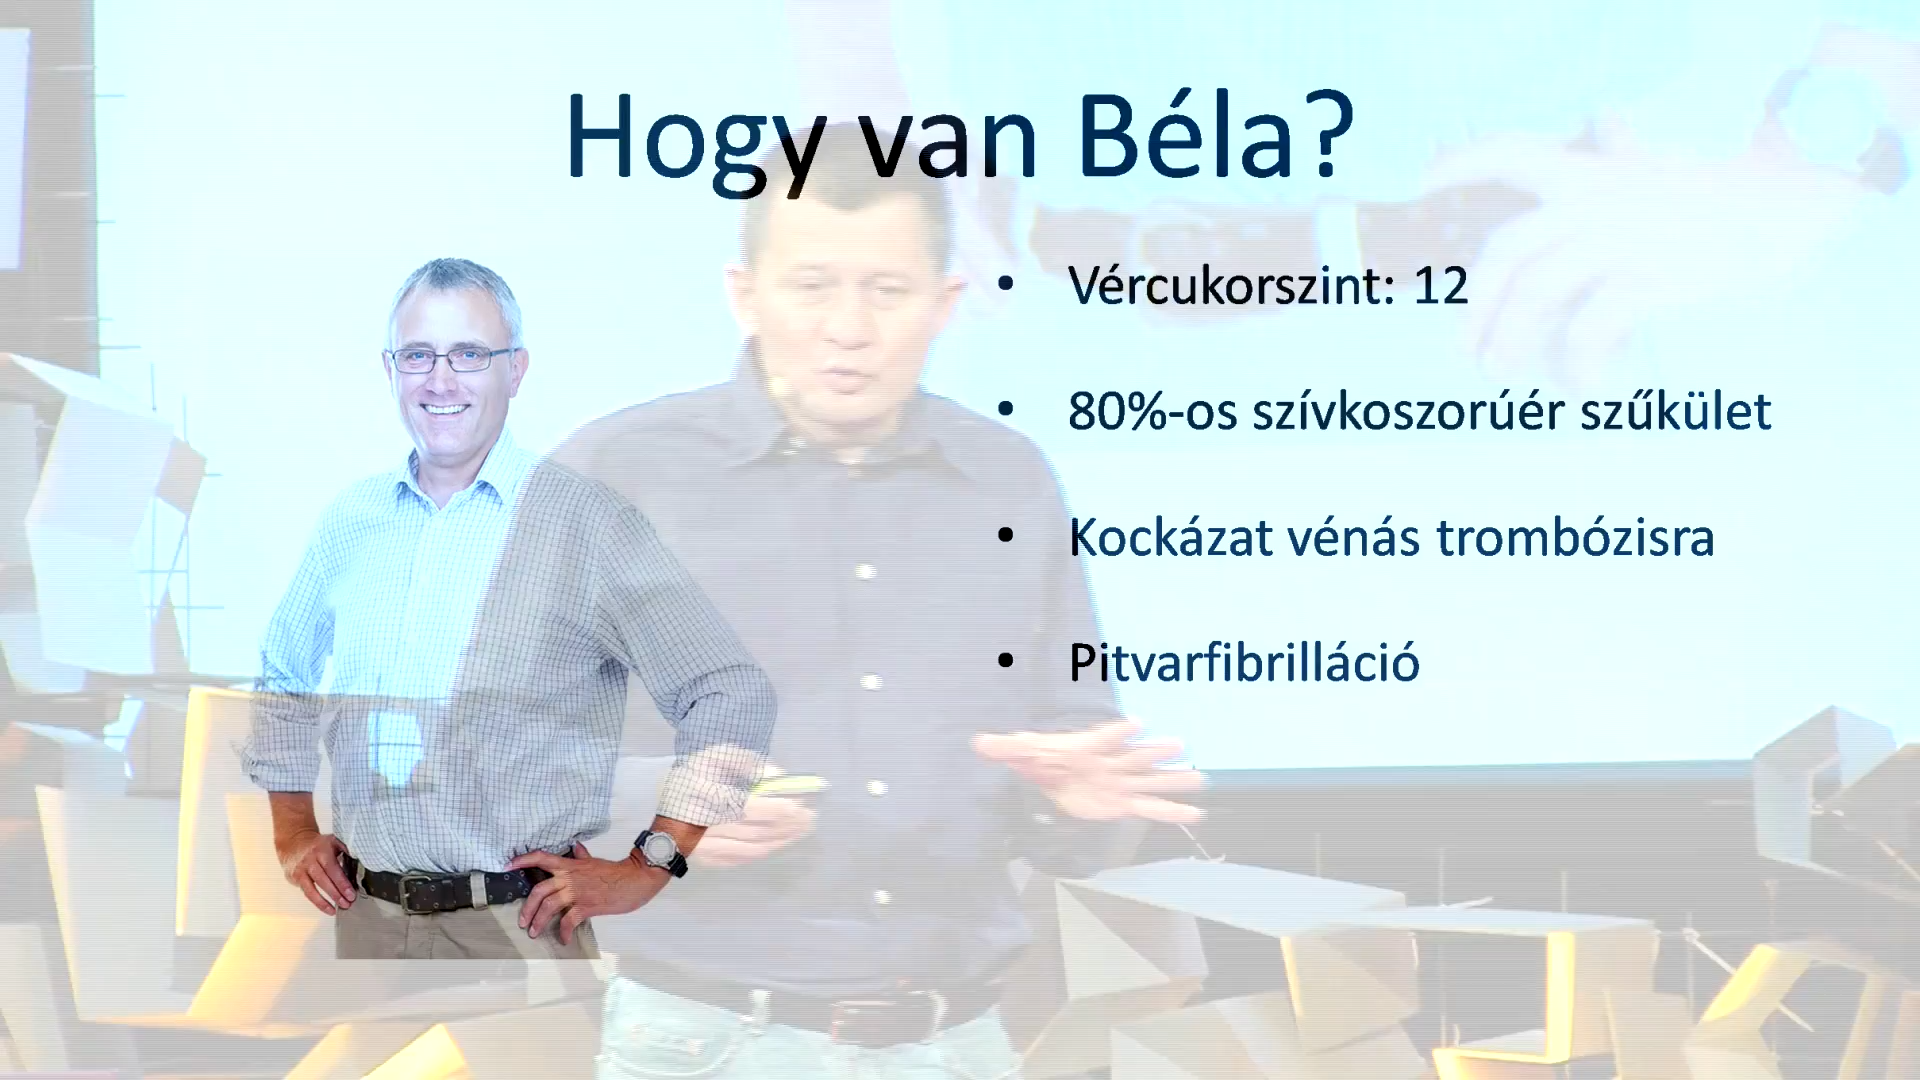 Hogy van Béla?
• Vércukorszint: 12
• 80%-os szívkoszorúér szűkület
• Kockázat vénás trombózisra
• Pitvarfibrilláció